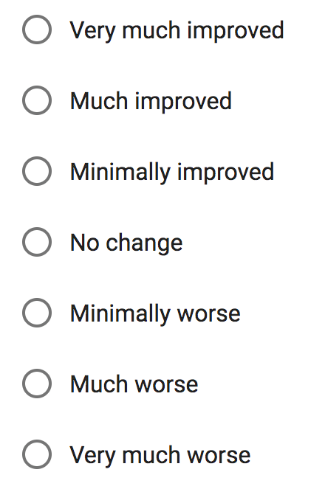 Very much improved
Much improved
Minimally improved
No change
Minimally worse
Much worse
Very much worse